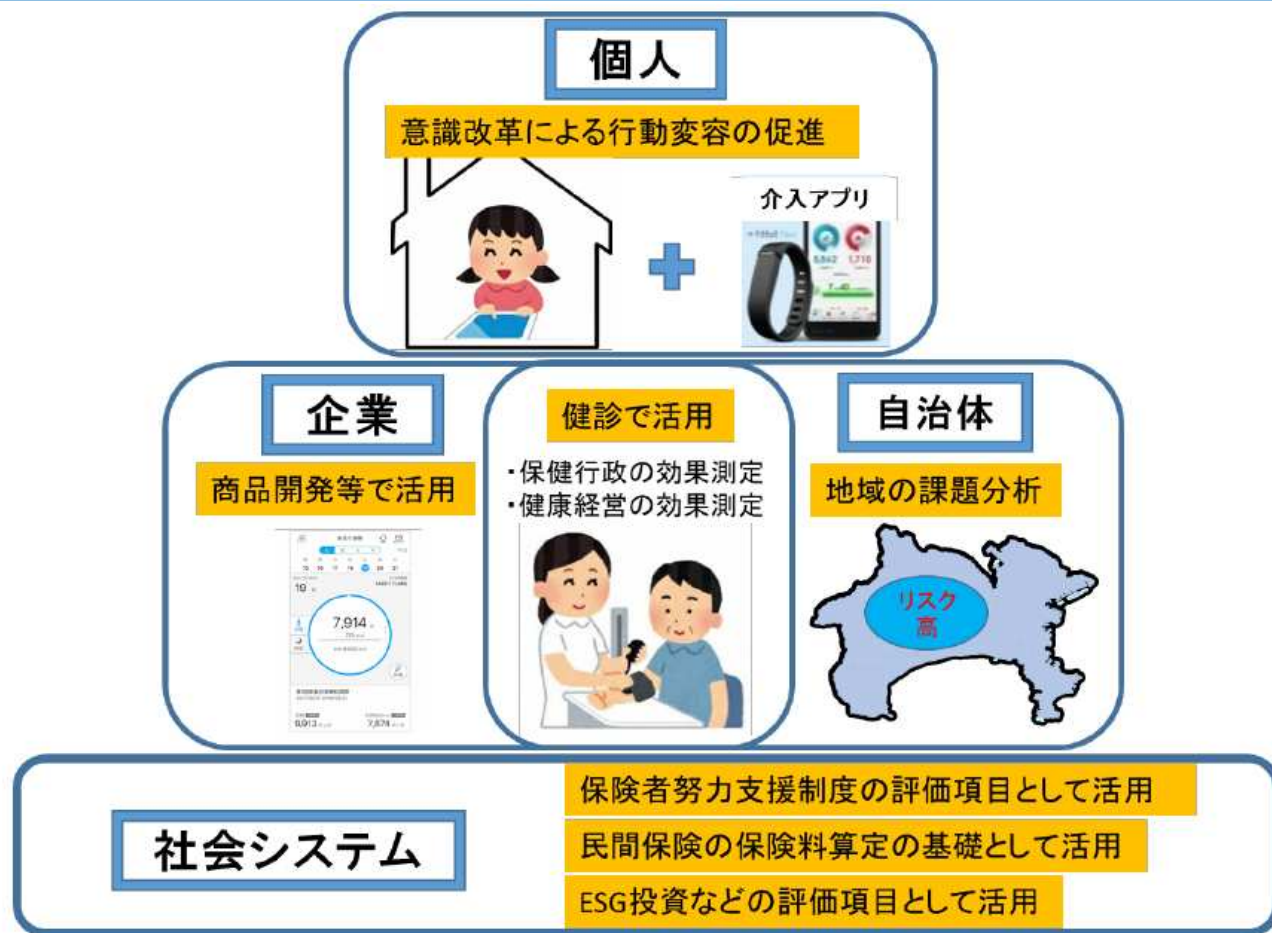 個人
意識改革による行動変容の促進
介入アプリ
企業
商品開発等で活用
7,914
9,913
7,874
健診で活用
・保健行政の効果測定
・健康経営の効果測定
自治体
地域の課題分析
リスク
高
社会システム
保険者努力支援制度の評価項目として活用
民間保険の保険料算定の基礎として活用
ESG投資などの評価項目として活用